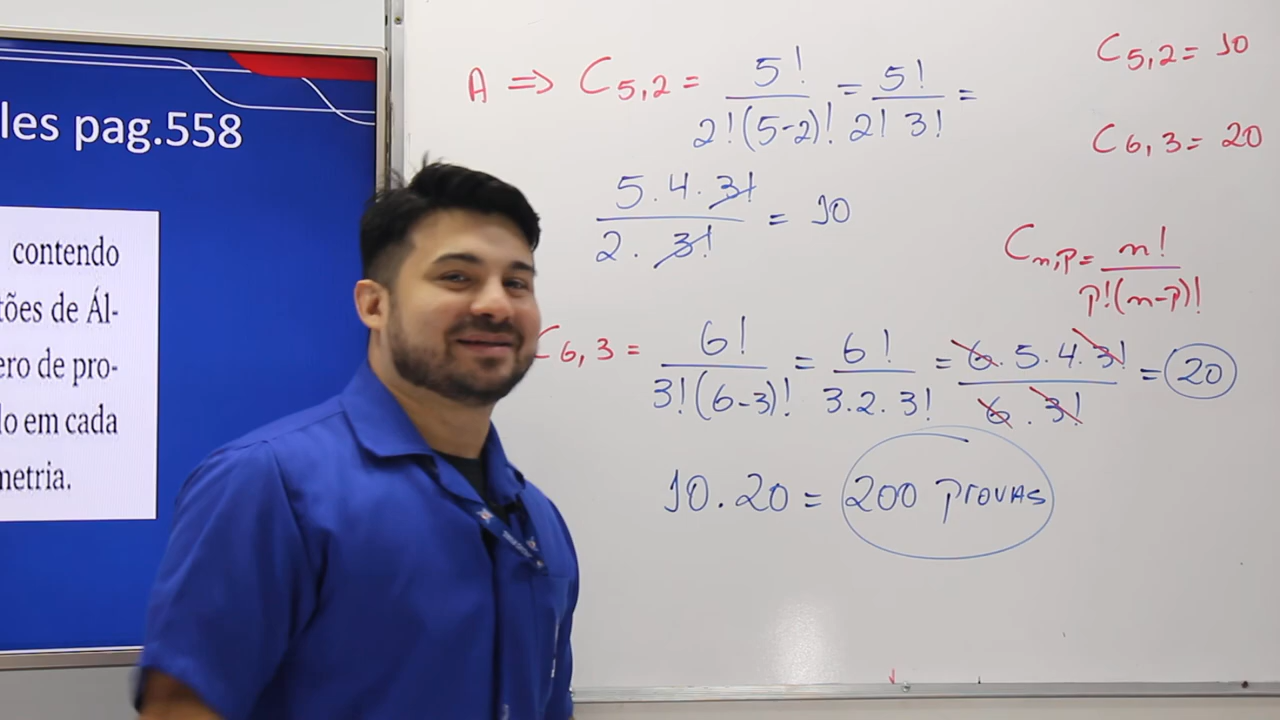 les pag.558
contendo
tões de Ál-
ero de pro-
lo em cada
metria.
A ⇒ C5,2 = 5!/2!(5-2)! = 5!/2! 3! =
5.4.3!/2.3! = 10
C6,3 = 6!/3!(6-3)! = 6!/3.2.3! = 6.5.4.3!/6.3! = 20
10.20 = 200 PROVAS
C5,2 = 10
C6,3 = 20
Cn,p = n!/p!(n-p)!